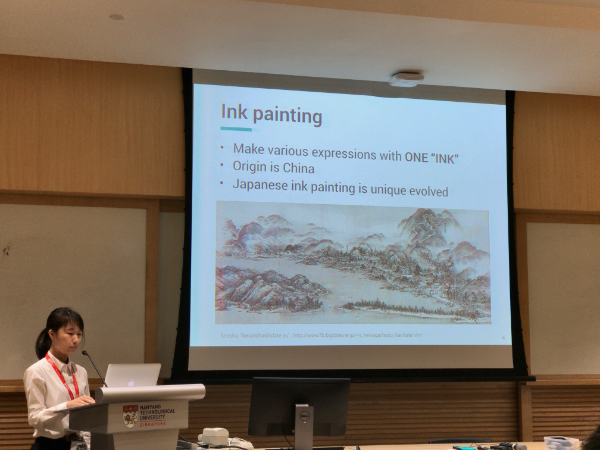 Ink painting
• Make various expressions with ONE "INK"
• Origin is China
• Japanese ink painting is unique evolved
NANYANG
TECHNOLOGICAL
UNIVERSITY
SINGAPORE